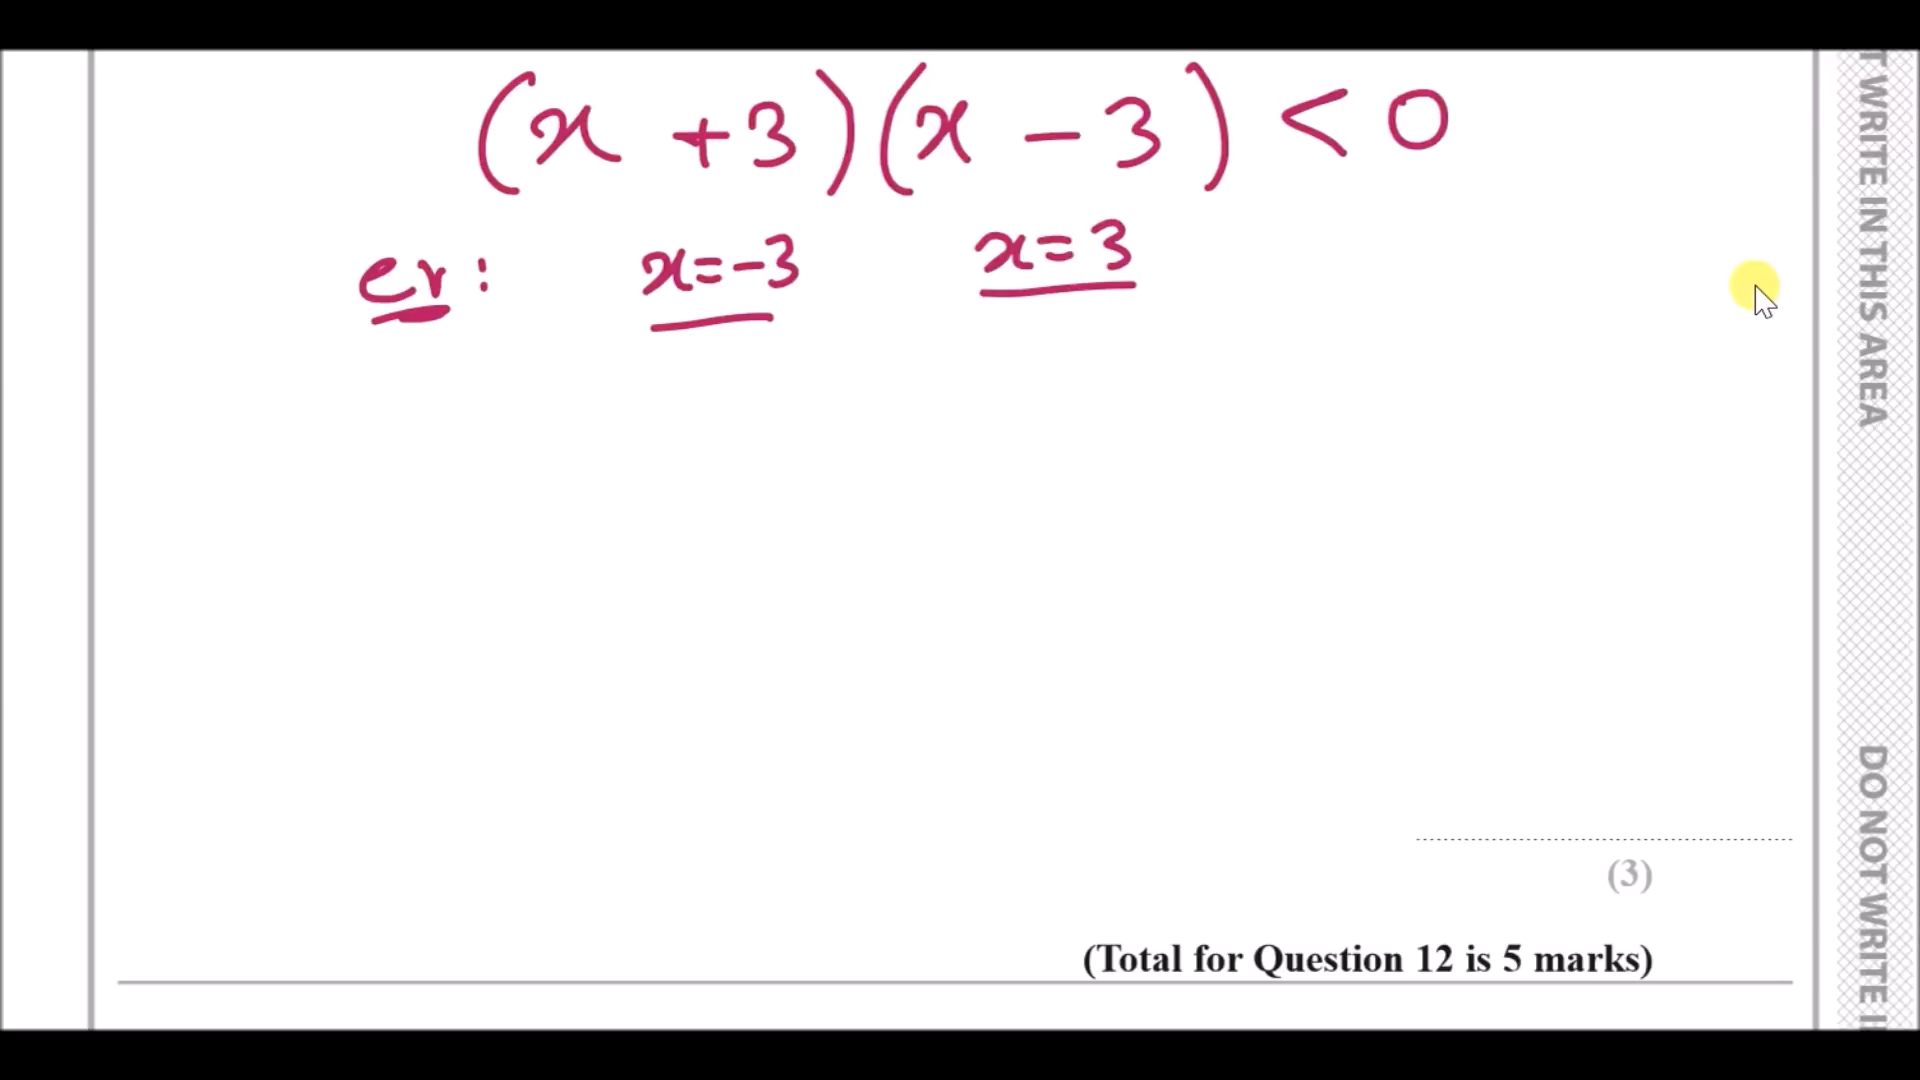 (x + 3)(x - 3) < 0
er: x = -3 x = 3
(3)
(Total for Question 12 is 5 marks)
WRITE IN THIS AREA
DO NOT WRITE